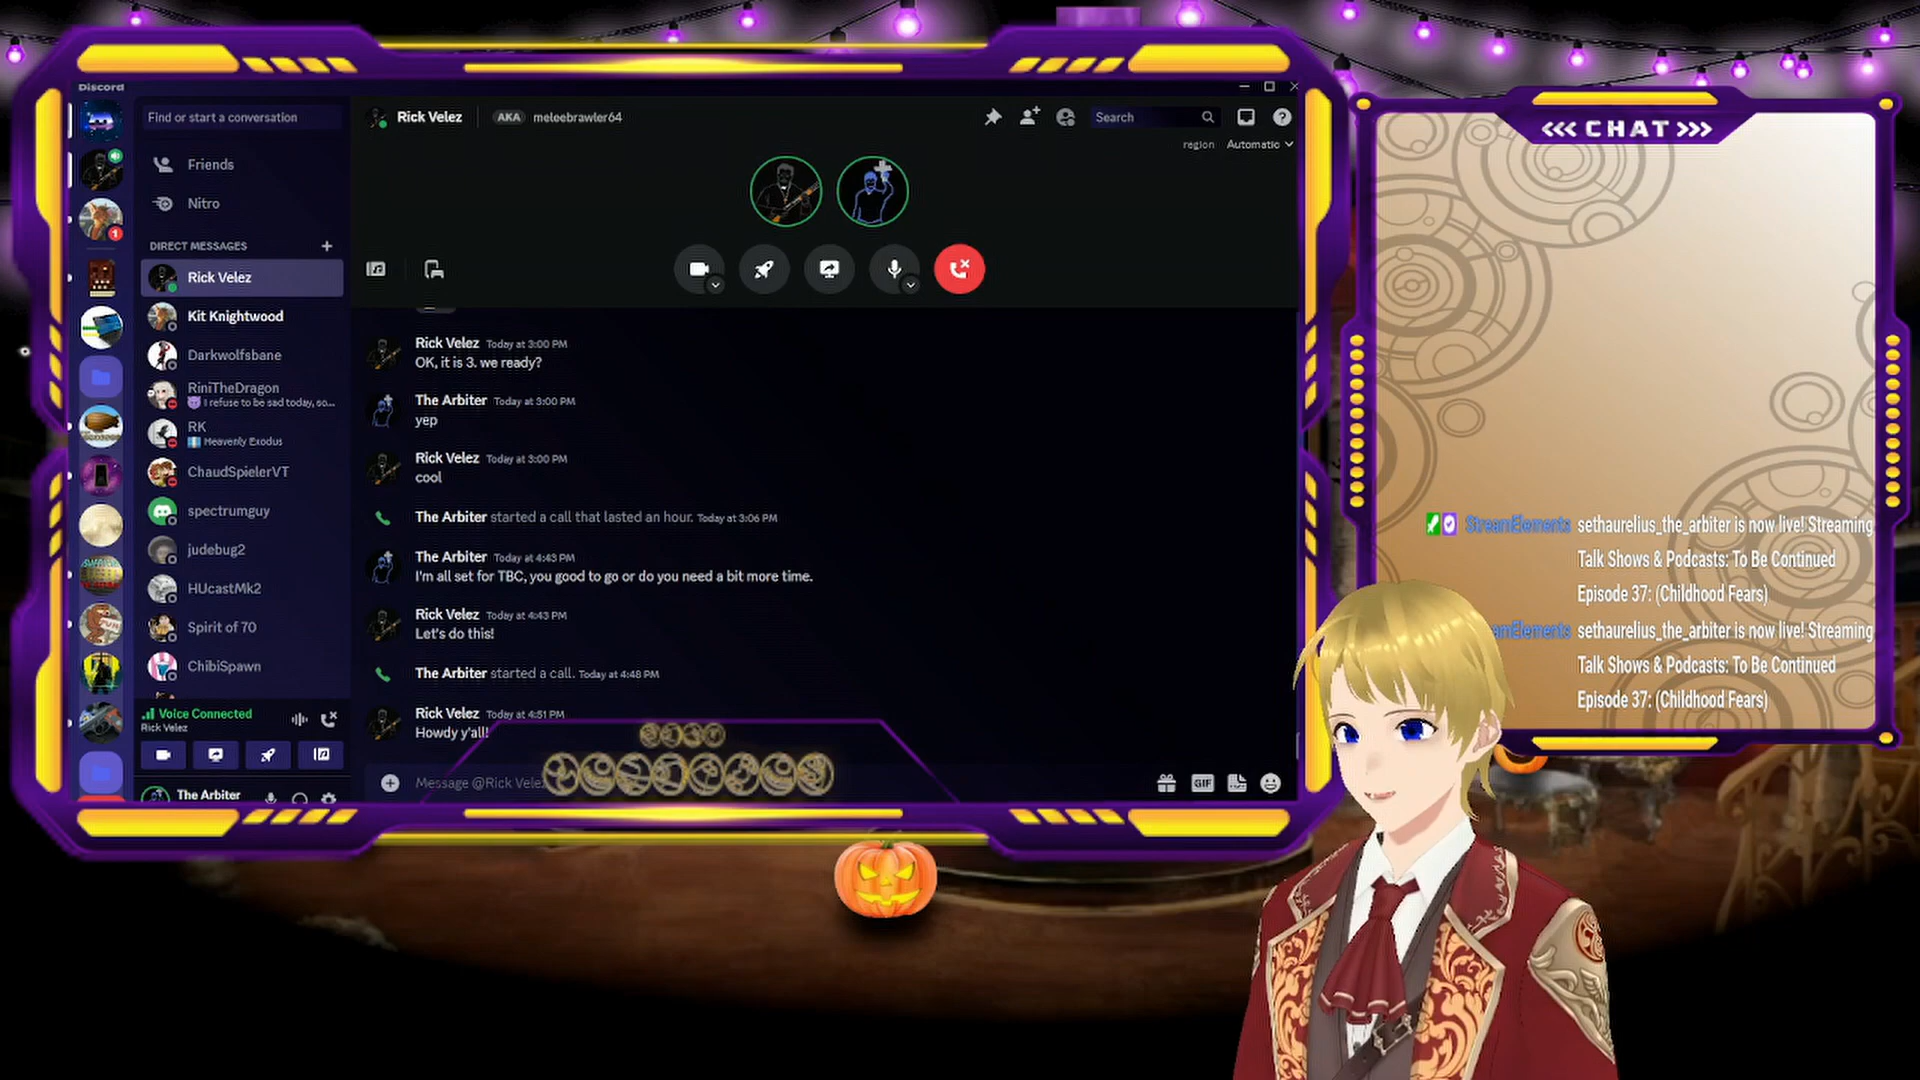 Discord
Find or start a conversation
Friends
Nitro
DIRECT MESSAGES
Rick Velez
Kit Knightwood
Darkwolfsbane
RiniTheDragon
I refuse to be sad today, so...
RK
Heavenly Exodus
ChaudSpielerVT
spectrumguy
judebug2
HUcastMk2
Spirit of 70
ChibiSpawn
Voice Connected
Rick Velez
The Arbiter
1
Rick Velez
AKA meleebrawler64
Search
region Automatic
Rick Velez Today at 3:00 PM
OK, it is 3. we ready?
The Arbiter Today at 3:00 PM
yep
Rick Velez Today at 3:00 PM
cool
The Arbiter started a call that lasted an hour. Today at 3:06 PM
The Arbiter Today at 4:43 PM
I'm all set for TBC, you good to go or do you need a bit more time.
Rick Velez Today at 4:43 PM
Let's do this!
The Arbiter started a call. Today at 4:48 PM
Rick Velez Today at 4:51 PM
Howdy y'all!
Message @Rick Velez
GIF
<<< CHAT >>>
StreamElements sethaurelius_the_arbiter is now live! Streaming
Talk Shows & Podcasts: To Be Continued
Episode 37: (Childhood Fears)
amElements sethaurelius_the_arbiter is now live! Streaming
Talk Shows & Podcasts: To Be Continued
Episode 37: (Childhood Fears)